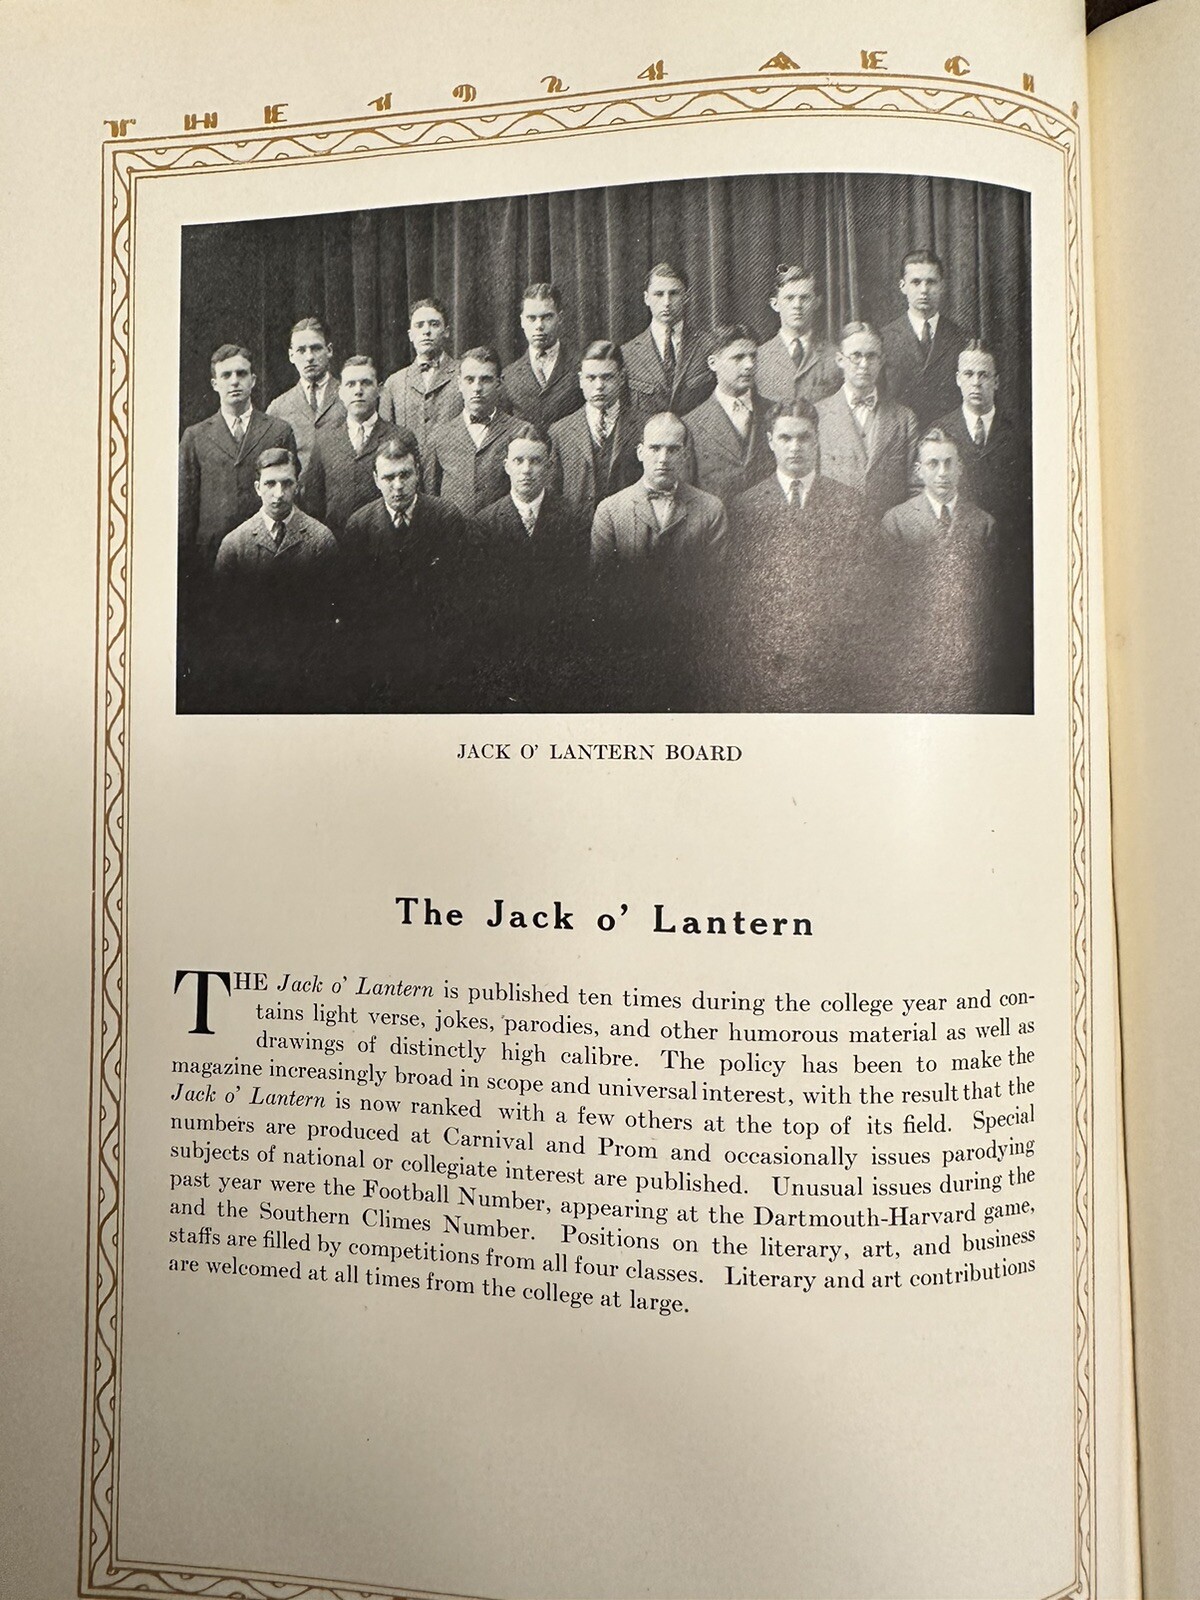 THE 1924 AEGI
JACK O' LANTERN BOARD
The Jack o' Lantern
THE Jack o' Lantern is published ten times during the college year and con-
tains light verse, jokes, parodies, and other humorous material as well as
drawings of distinctly high calibre. The policy has been to make the
magazine increasingly broad in scope and universal interest, with the result that the
Jack o' Lantern is now ranked with a few others at the top of its field. Special
numbers are produced at Carnival and Prom and occasionally issues parodying
subjects of national or collegiate interest are published. Unusual issues during the
past year were the Football Number, appearing at the Dartmouth-Harvard game,
and the Southern Climes Number. Positions on the literary, art, and business
staffs are filled by competitions from all four classes. Literary and art contributions
are welcomed at all times from the college at large.